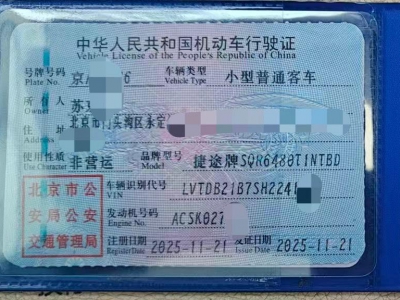 中华人民共和国机动车行驶证
Vehicle License of the People's Republic of China
号牌号码 京 6 车辆类型 小型普通客车
Plate No. Vehicle Type
所有人 苏
Owner
住址 北京市门头沟区永定
Address
使用性质 非营运 品牌型号 捷途牌SQR6480T1NTBD
Use Character Model
北京市公
安局公安
交通管理局
车辆识别代号 LVTDB21B7SH2241
VIN
发动机号码 ACSK027
Engine No.
注册日期 2025-11-21 发证日期 2025-11-21
Register Date Issue Date